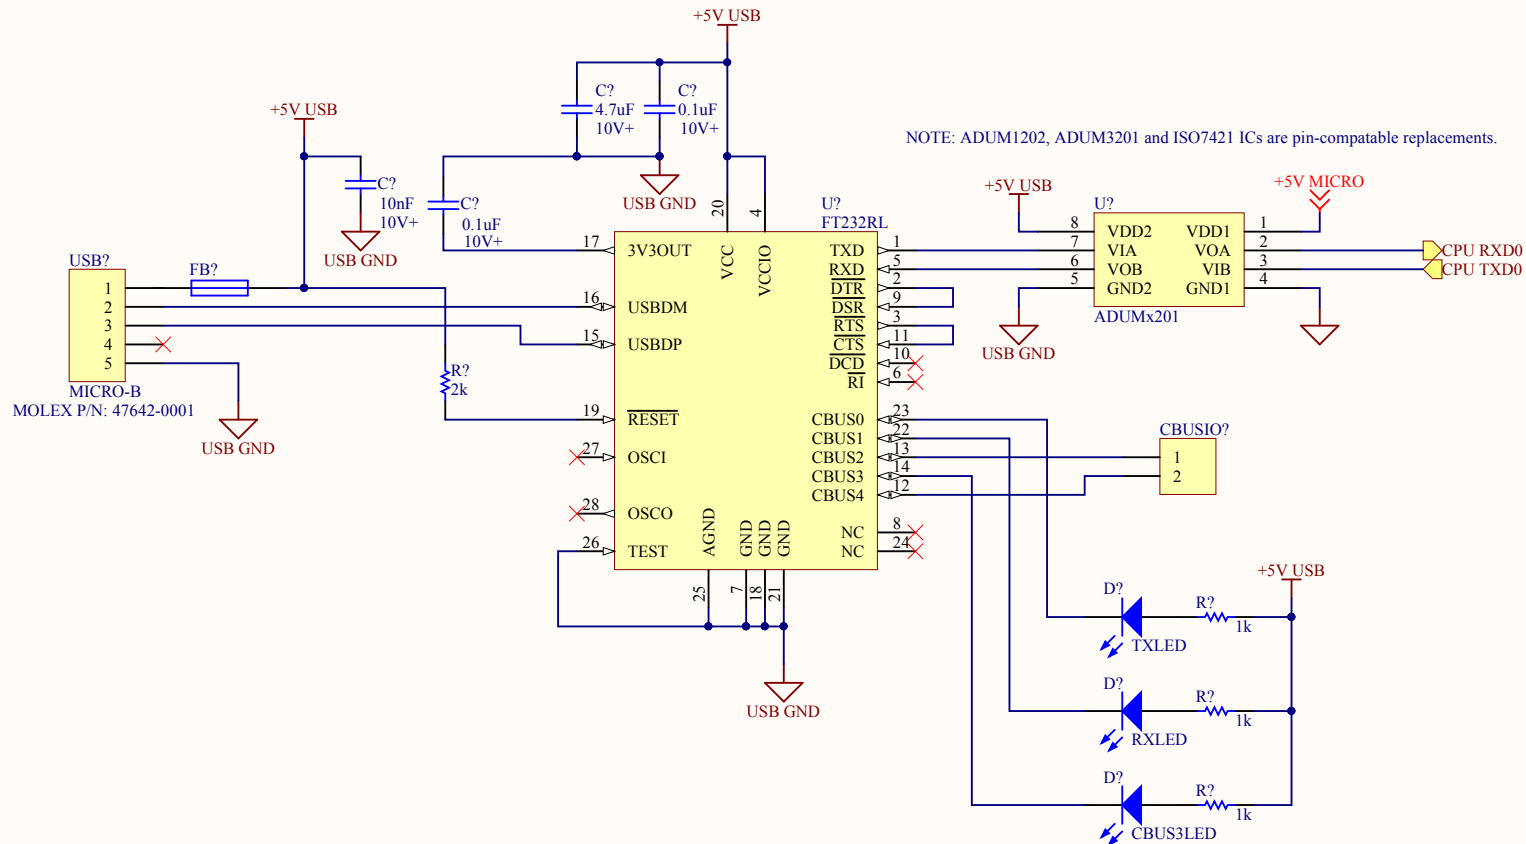 +5V USB
C?
4.7uF
10V+
C?
0.1uF
10V+
+5V USB
NOTE: ADUM1202, ADUM3201 and ISO7421 ICs are pin-compatable replacements.
C?
10nF
10V+
USB GND
C?
0.1uF
10V+
USB GND
+5V USB
+5V MICRO
U?
FT232RL
20
4
VCC
VCCIO
17
3V3OUT
16
USBDM
15
USBDP
19
RESET
27
OSCI
28
OSCO
26
TEST
TXD
1
RXD
5
DTR
2
DSR
9
RTS
3
CTS
11
DCD
10
RI
6
CBUS0
23
CBUS1
22
CBUS2
13
CBUS3
14
CBUS4
12
NC
8
NC
24
AGND
GND
GND
GND
25
7
18
21
USB GND
USB?
1
2
3
4
5
MICRO-B
MOLEX P/N: 47642-0001
FB?
USB GND
R?
2k
U?
8
VDD2
VDD1
1
7
VIA
VOA
2
6
VOB
VIB
3
5
GND2
GND1
4
ADUMx201
USB GND
CPU RXD0
CPU TXD0
CBUSIO?
1
2
+5V USB
D?
TXLED
R?
1k
D?
RXLED
R?
1k
D?
CBUS3LED
R?
1k